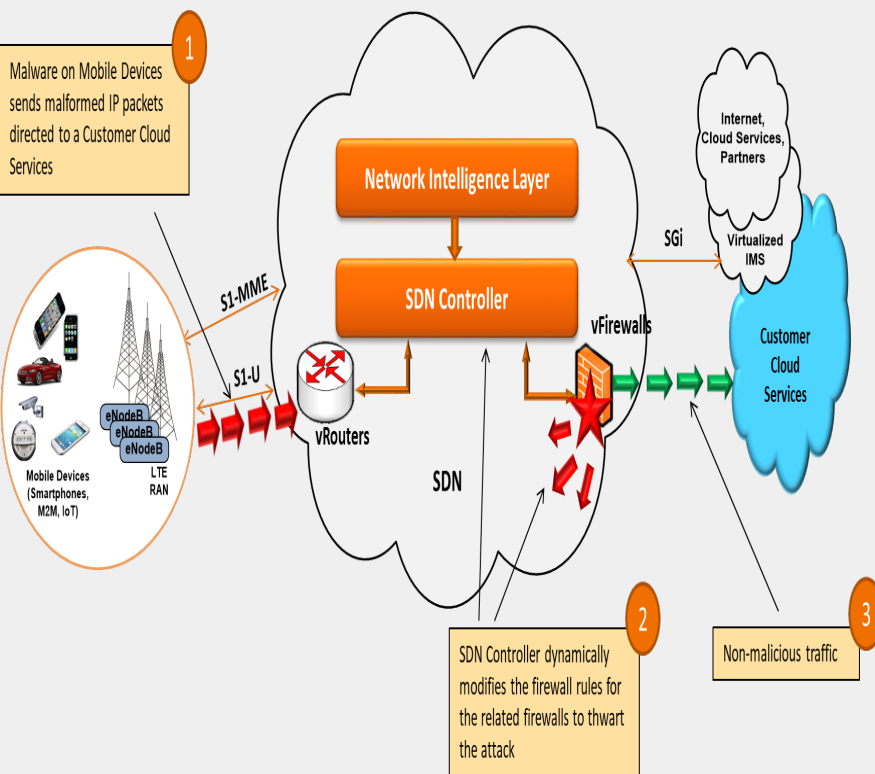 1
Malware on Mobile Devices
sends malformed IP packets
directed to a Customer Cloud
Services
Network Intelligence Layer
SDN Controller
Internet,
Cloud Services,
Partners
SGi
Virtualized
IMS
S1-MME
S1-U
vFirewalls
Customer
Cloud
Services
eNodeB
eNodeB
eNodeB
vRouters
LTE
RAN
Mobile Devices
(Smartphones,
M2M, IoT)
SDN
2
SDN Controller dynamically
modifies the firewall rules for
the related firewalls to thwart
the attack
3
Non-malicious traffic